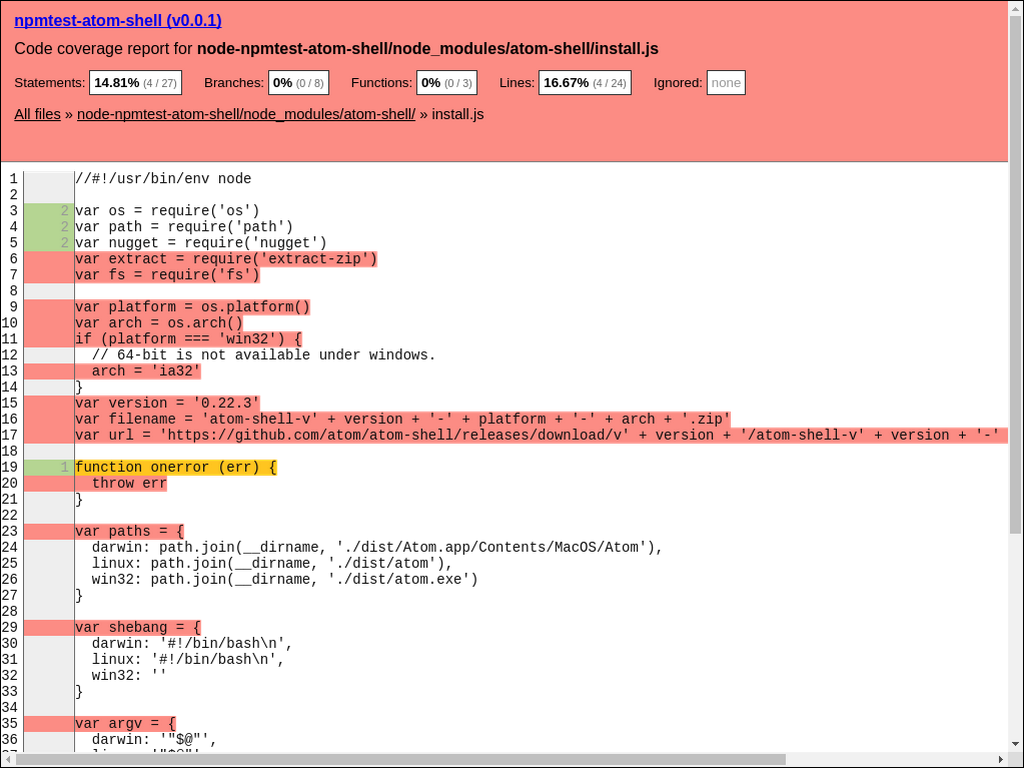 npmtest-atom-shell (v0.0.1)
Code coverage report for node-npmtest-atom-shell/node_modules/atom-shell/install.js
Statements: 14.81% (4 / 27) Branches: 0% (0 / 8) Functions: 0% (0 / 3) Lines: 16.67% (4 / 24) Ignored: none
All files » node-npmtest-atom-shell/node_modules/atom-shell/ » install.js
1 //#!/usr/bin/env node
2
3 2 var os = require('os')
4 2 var path = require('path')
5 2 var nugget = require('nugget')
6 var extract = require('extract-zip')
7 var fs = require('fs')
8
9 var platform = os.platform()
10 var arch = os.arch()
11 if (platform === 'win32') {
12 // 64-bit is not available under windows.
13 arch = 'ia32'
14 }
15 var version = '0.22.3'
16 var filename = 'atom-shell-v' + version + '-' + platform + '-' + arch + '.zip'
17 var url = 'https://github.com/atom/atom-shell/releases/download/v' + version + '/atom-shell-v' + version + '-'
18
19 1 function onerror (err) {
20 throw err
21 }
22
23 var paths = {
24 darwin: path.join(__dirname, './dist/Atom.app/Contents/MacOS/Atom'),
25 linux: path.join(__dirname, './dist/atom'),
26 win32: path.join(__dirname, './dist/atom.exe')
27 }
28
29 var shebang = {
30 darwin: '#!/bin/bash\n',
31 linux: '#!/bin/bash\n',
32 win32: ''
33 }
34
35 var argv = {
36 darwin: '"$@"',